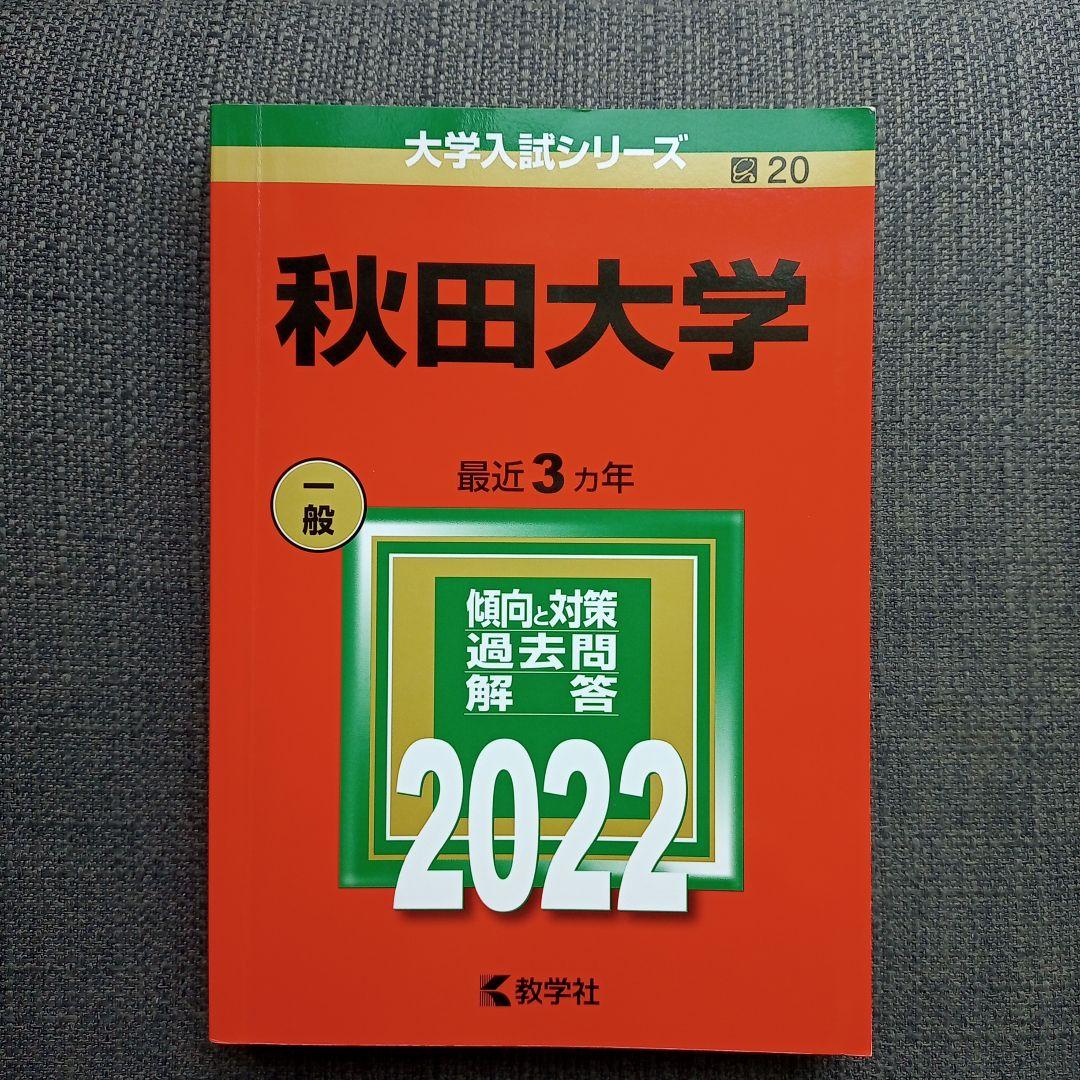 大学入試シリーズ
20
秋田大学
最近3ヵ年
一般
傾向と対策
過去問
解答
2022
教学社